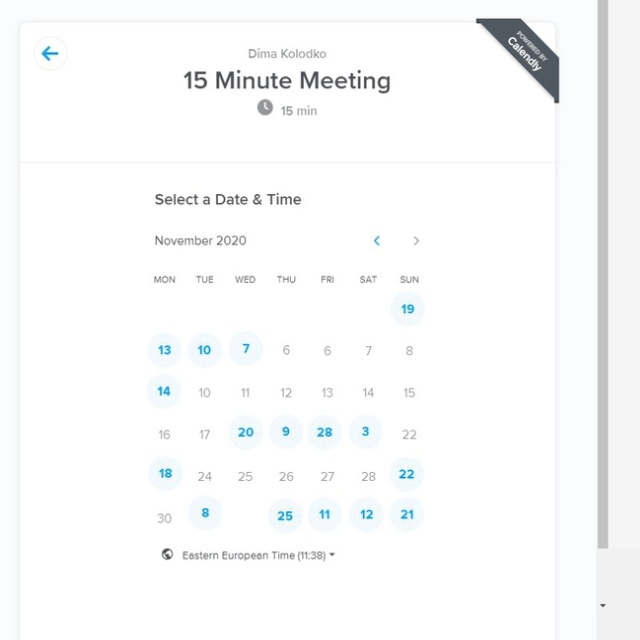 Dima Kolodko
POWERED BY
Calendly
15 Minute Meeting
15 min
Select a Date & Time
November 2020
MON TUE WED THU FRI SAT SUN
19
13 10 7 6 6 7 8
14 10 11 12 13 14 15
16 17 20 9 28 3 22
18 24 25 26 27 28 22
30 8 25 11 12 21
Eastern European Time (11:38)